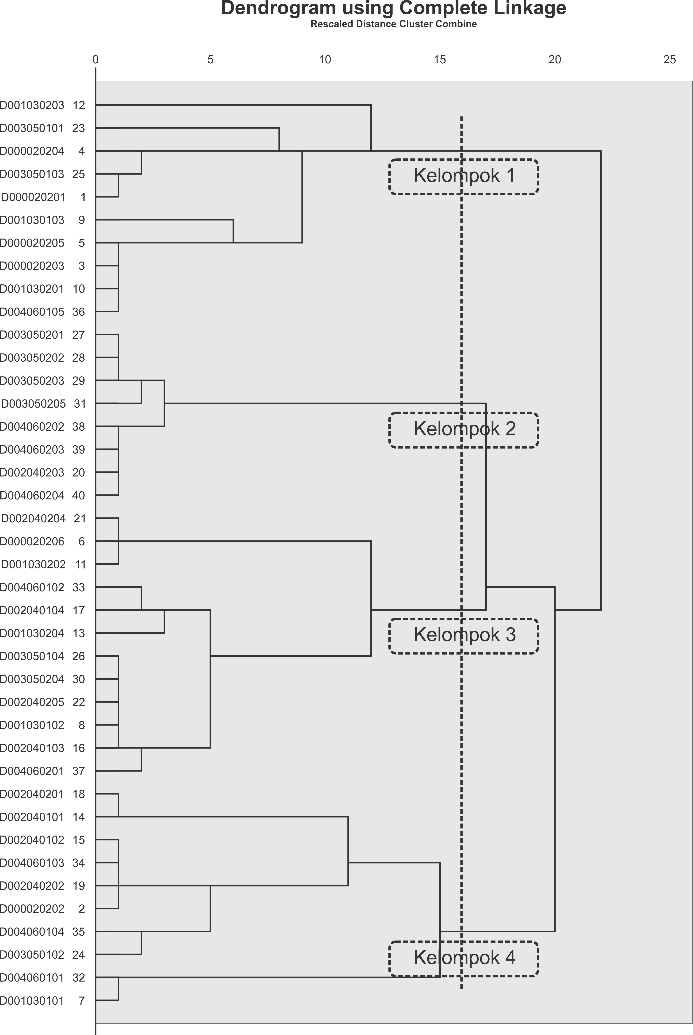 Dendrogram using Complete Linkage
Rescaled Distance Cluster Combine
0 5 10 15 20 25
D001030203 12
D003050101 23
D000020204 4
D003050103 25
D000020201 1
D001030103 9
D000020205 5
D000020203 3
D001030201 10
D004060105 36
D003050201 27
D003050202 28
D003050203 29
D003050205 31
D004060202 38
D004060203 39
D002040203 20
D004060204 40
D002040204 21
D000020206 6
D001030202 11
D004060102 33
D002040104 17
D001030204 13
D003050104 26
D003050204 30
D002040205 22
D001030102 8
D002040103 16
D004060201 37
D002040201 18
D002040101 14
D002040102 15
D004060103 34
D002040202 19
D000020202 2
D004060104 35
D003050102 24
D004060101 32
D001030101 7
Kelompok 1
Kelompok 2
Kelompok 3
Kelompok 4